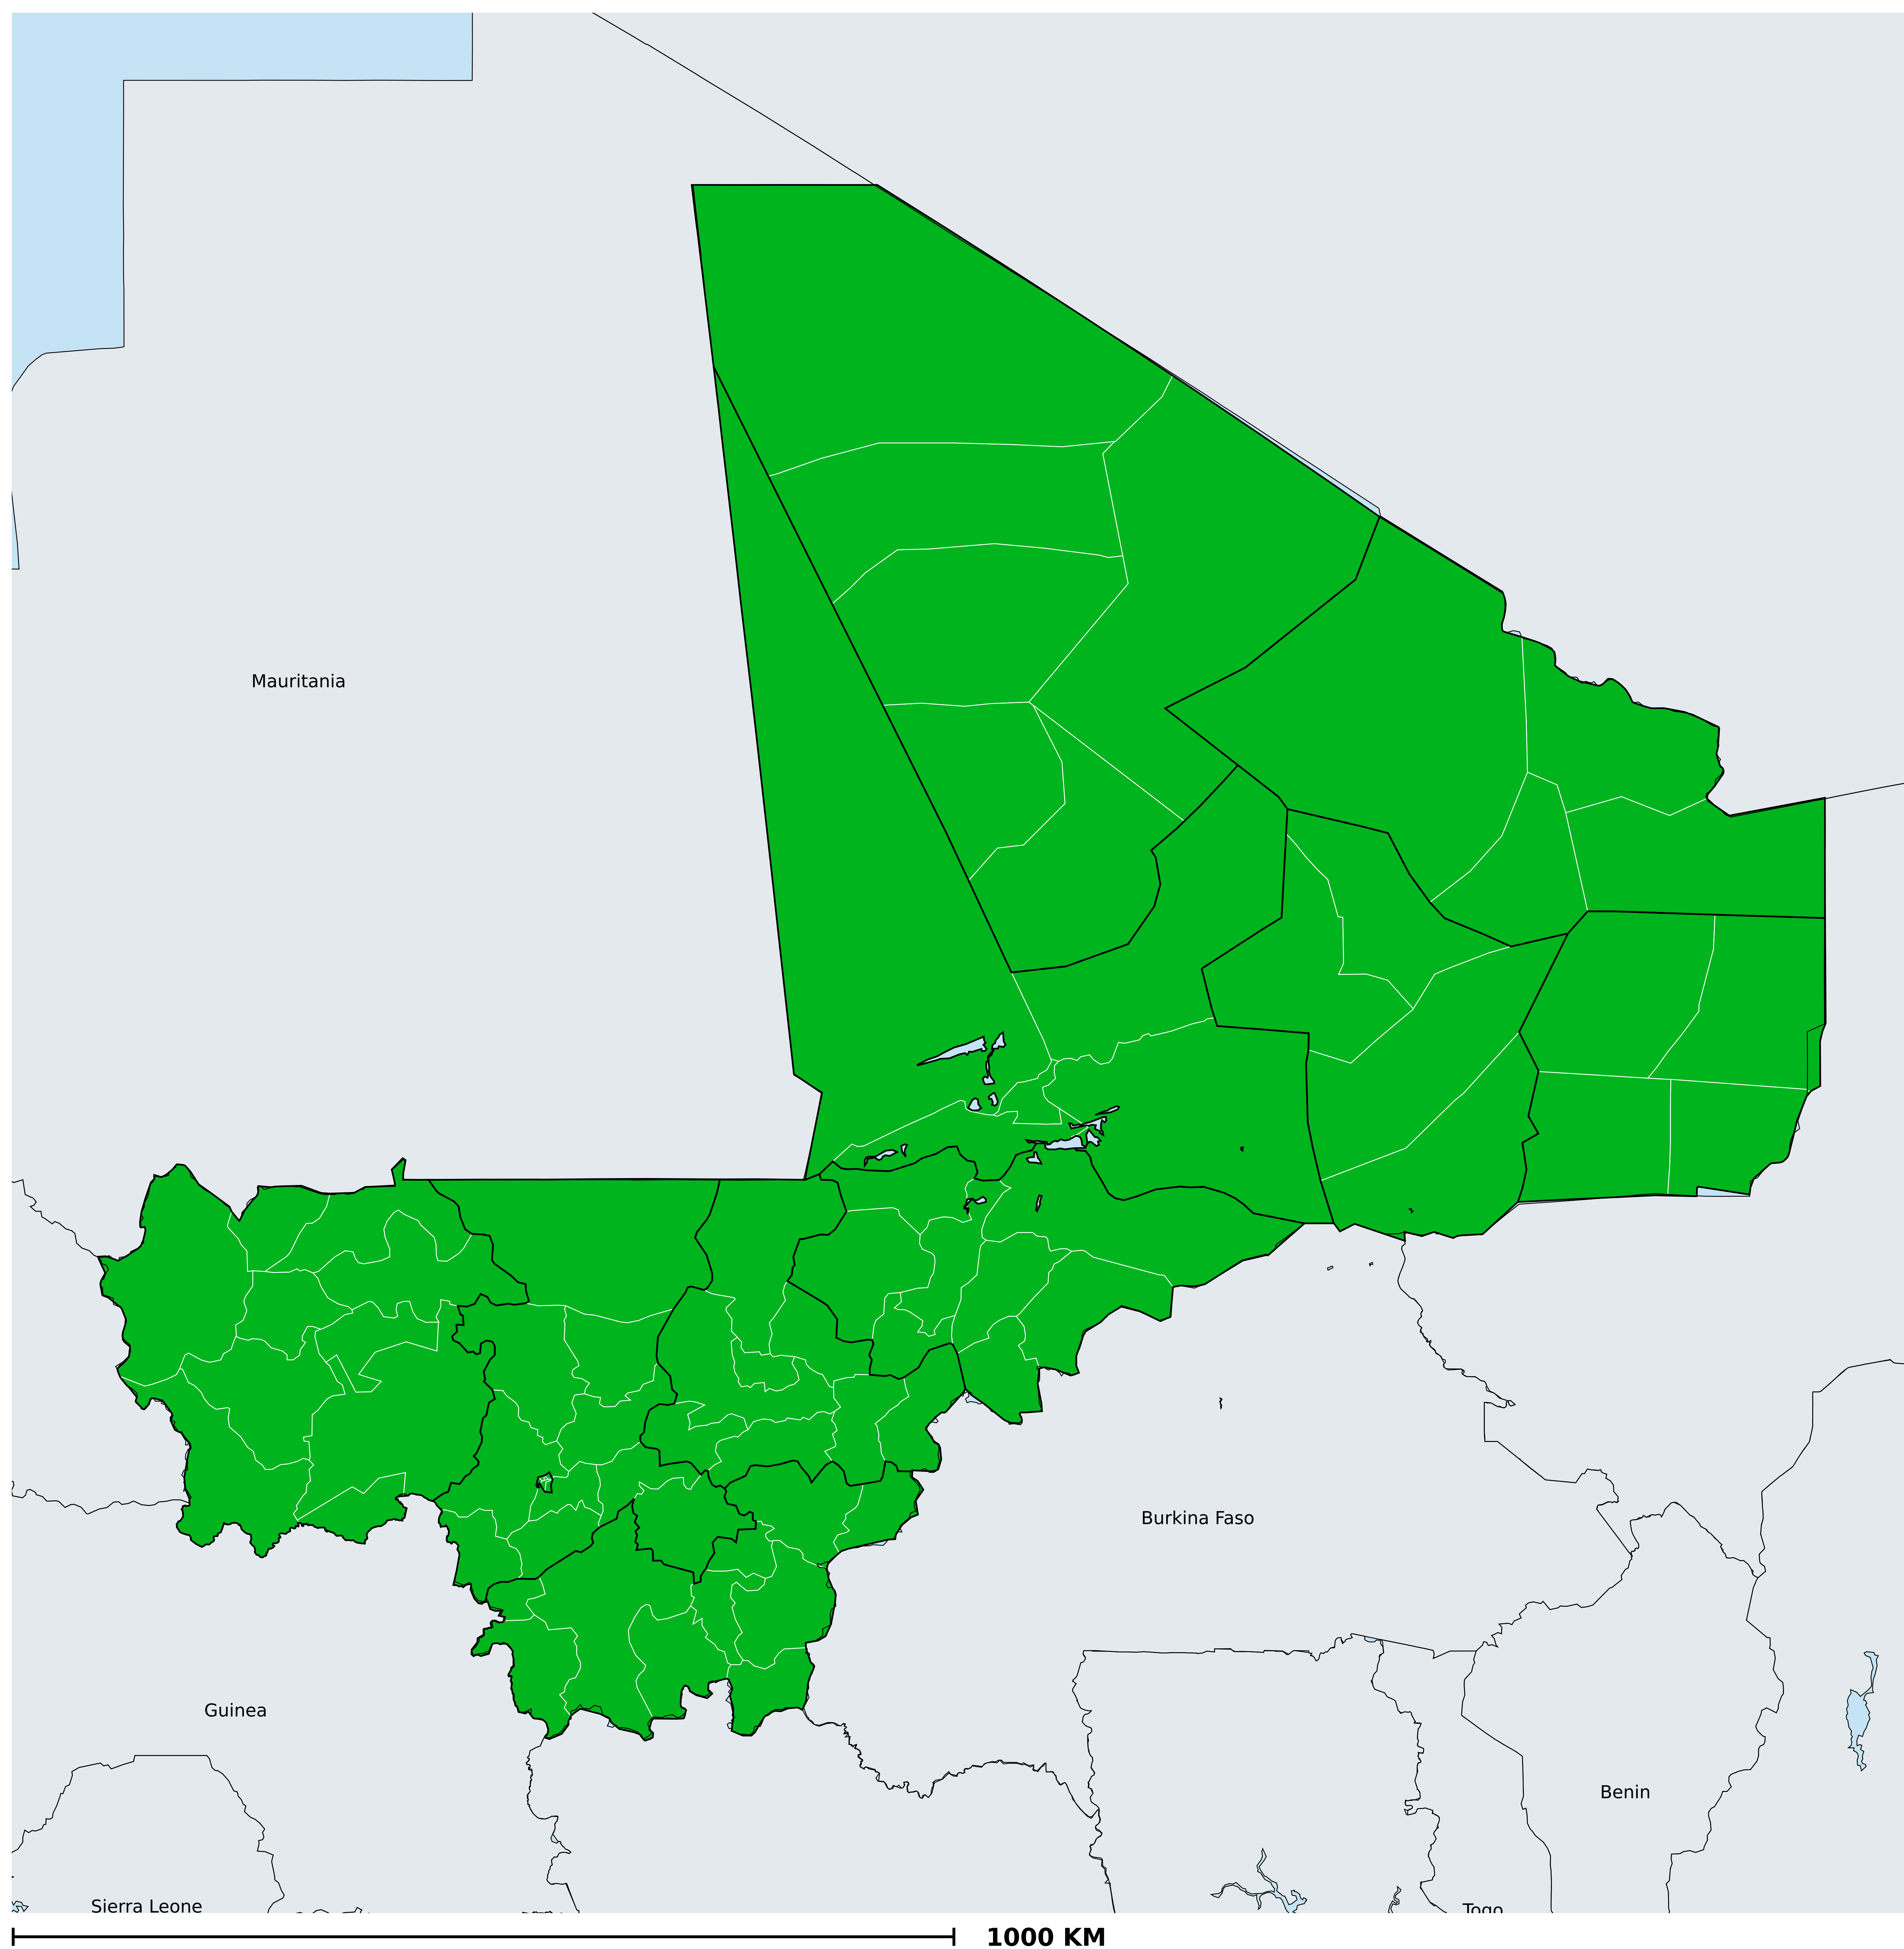 Mauritania
Burkina Faso
Guinea
Benin
Sierra Leone
Togo
1000 KM